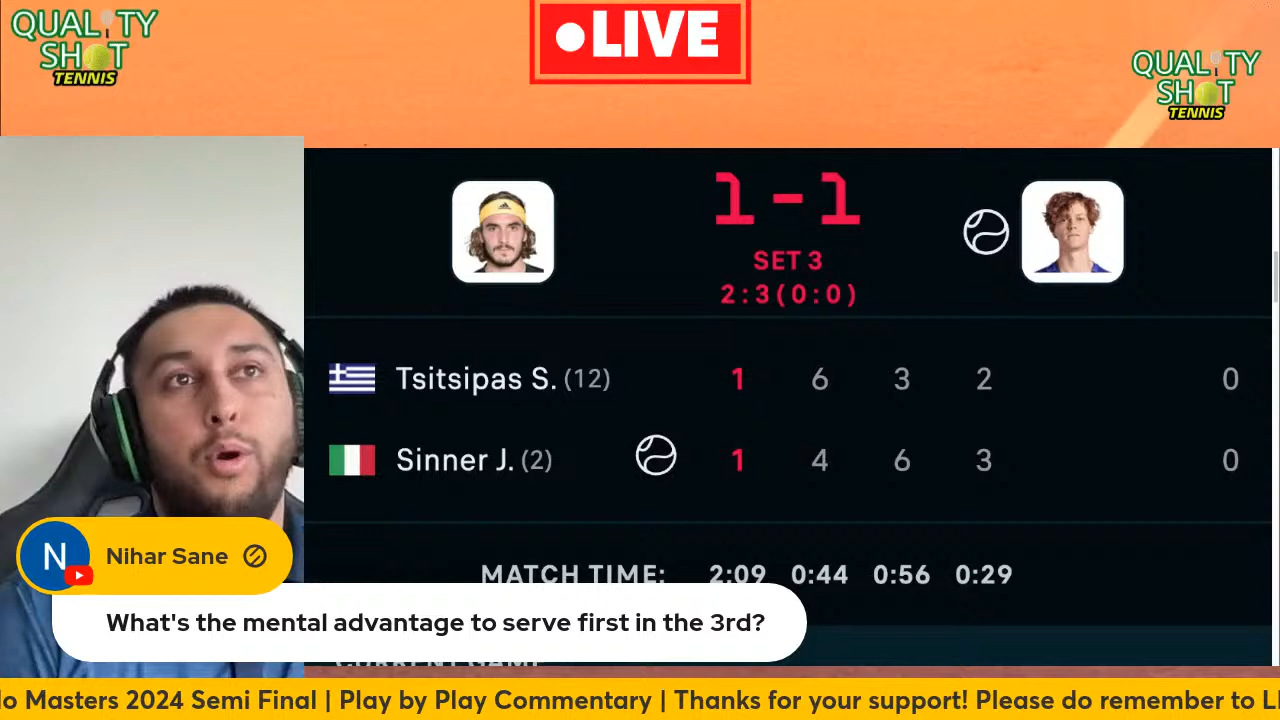 QUALITY
SHOT
TENNIS
LIVE
QUALITY
SHOT
TENNIS
1 - 1
SET 3
2 : 3 ( 0 : 0 )
Tsitsipas S. (12) 1 6 3 2 0
Sinner J. (2) 1 4 6 3 0
MATCH TIME: 2:09 0:44 0:56 0:29
N Nihar Sane
What's the mental advantage to serve first in the 3rd?
CURRENT GAME
lo Masters 2024 Semi Final | Play by Play Commentary | Thanks for your support! Please do remember to LI